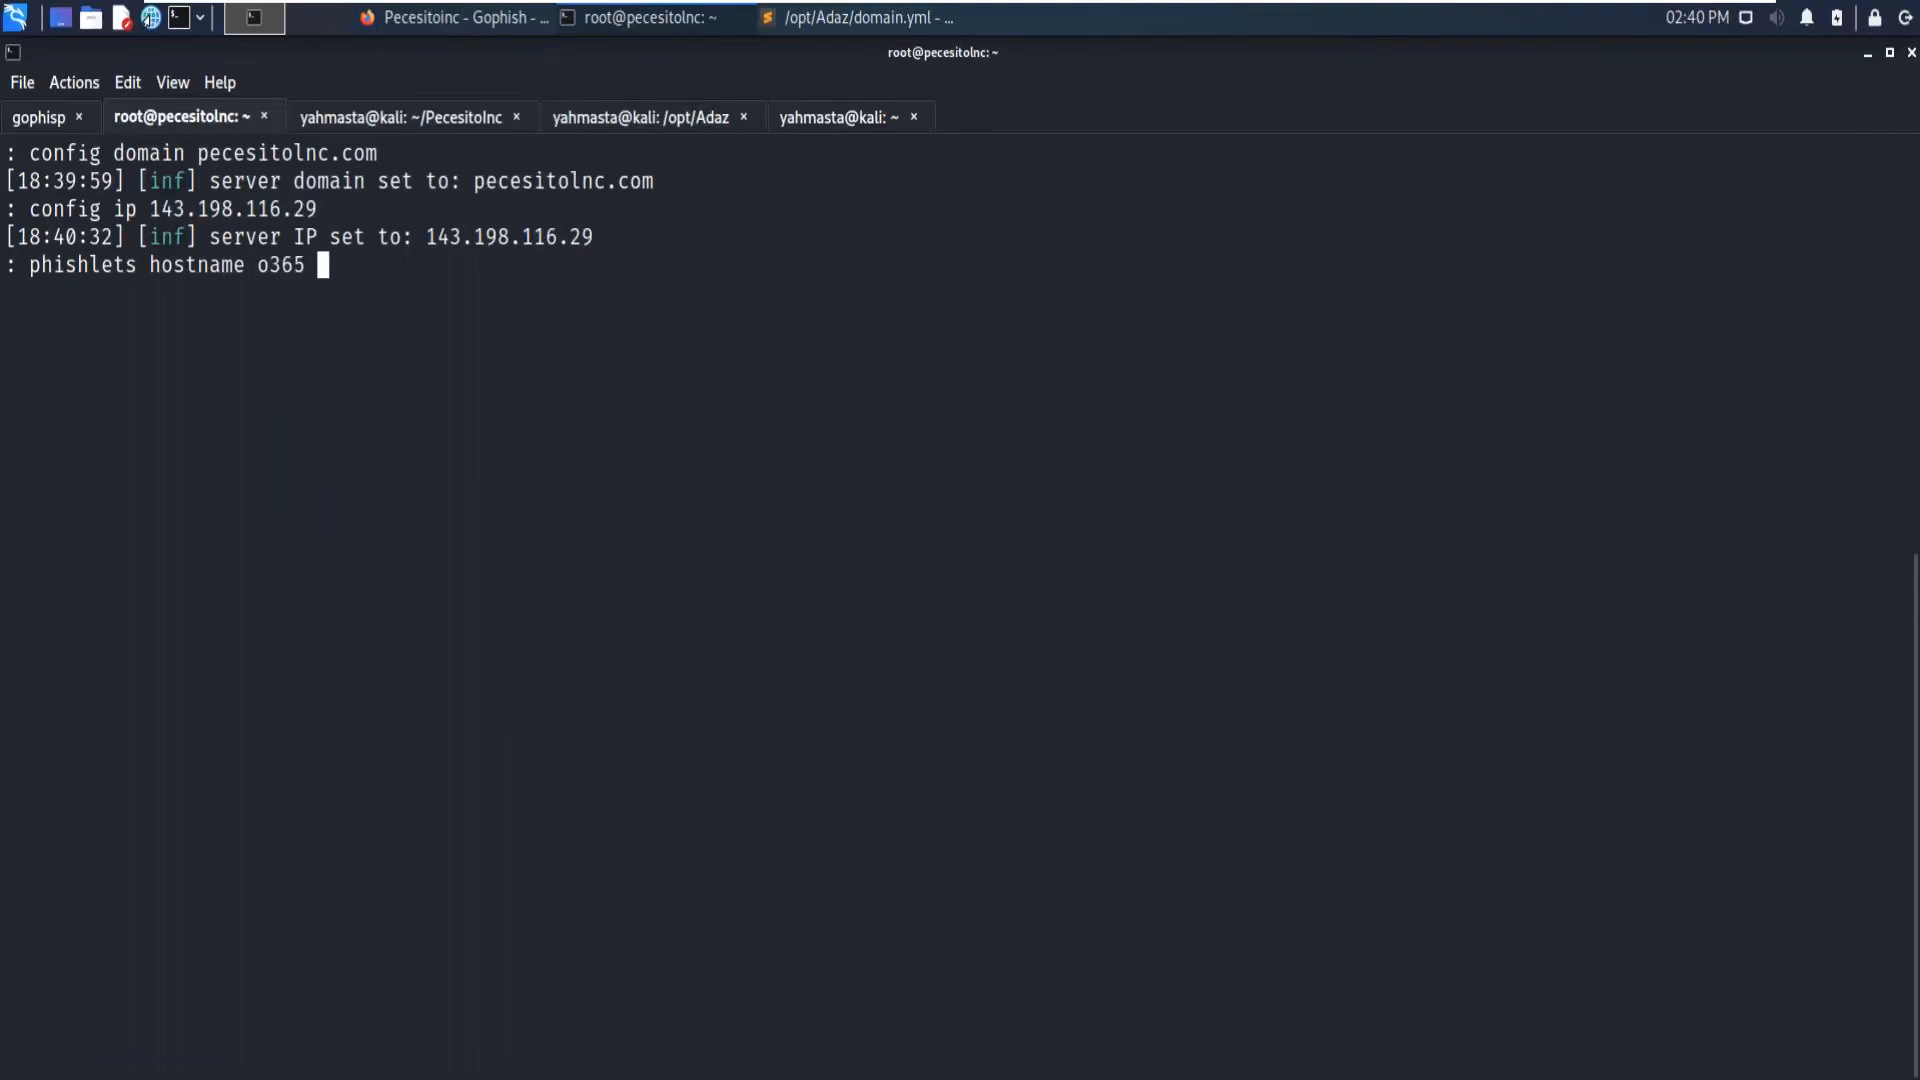 Pecesitoinc - Gophish - ...
root@pecesitolnc: ~
/opt/Adaz/domain.yml - ...
02:40 PM
root@pecesitolnc: ~
File Actions Edit View Help
gophisp ×
root@pecesitolnc: ~ ×
yahmasta@kali: ~/PecesitoInc ×
yahmasta@kali: /opt/Adaz ×
yahmasta@kali: ~ ×
: config domain pecesitolnc.com
[18:39:59] [inf] server domain set to: pecesitolnc.com
: config ip 143.198.116.29
[18:40:32] [inf] server IP set to: 143.198.116.29
: phishlets hostname o365